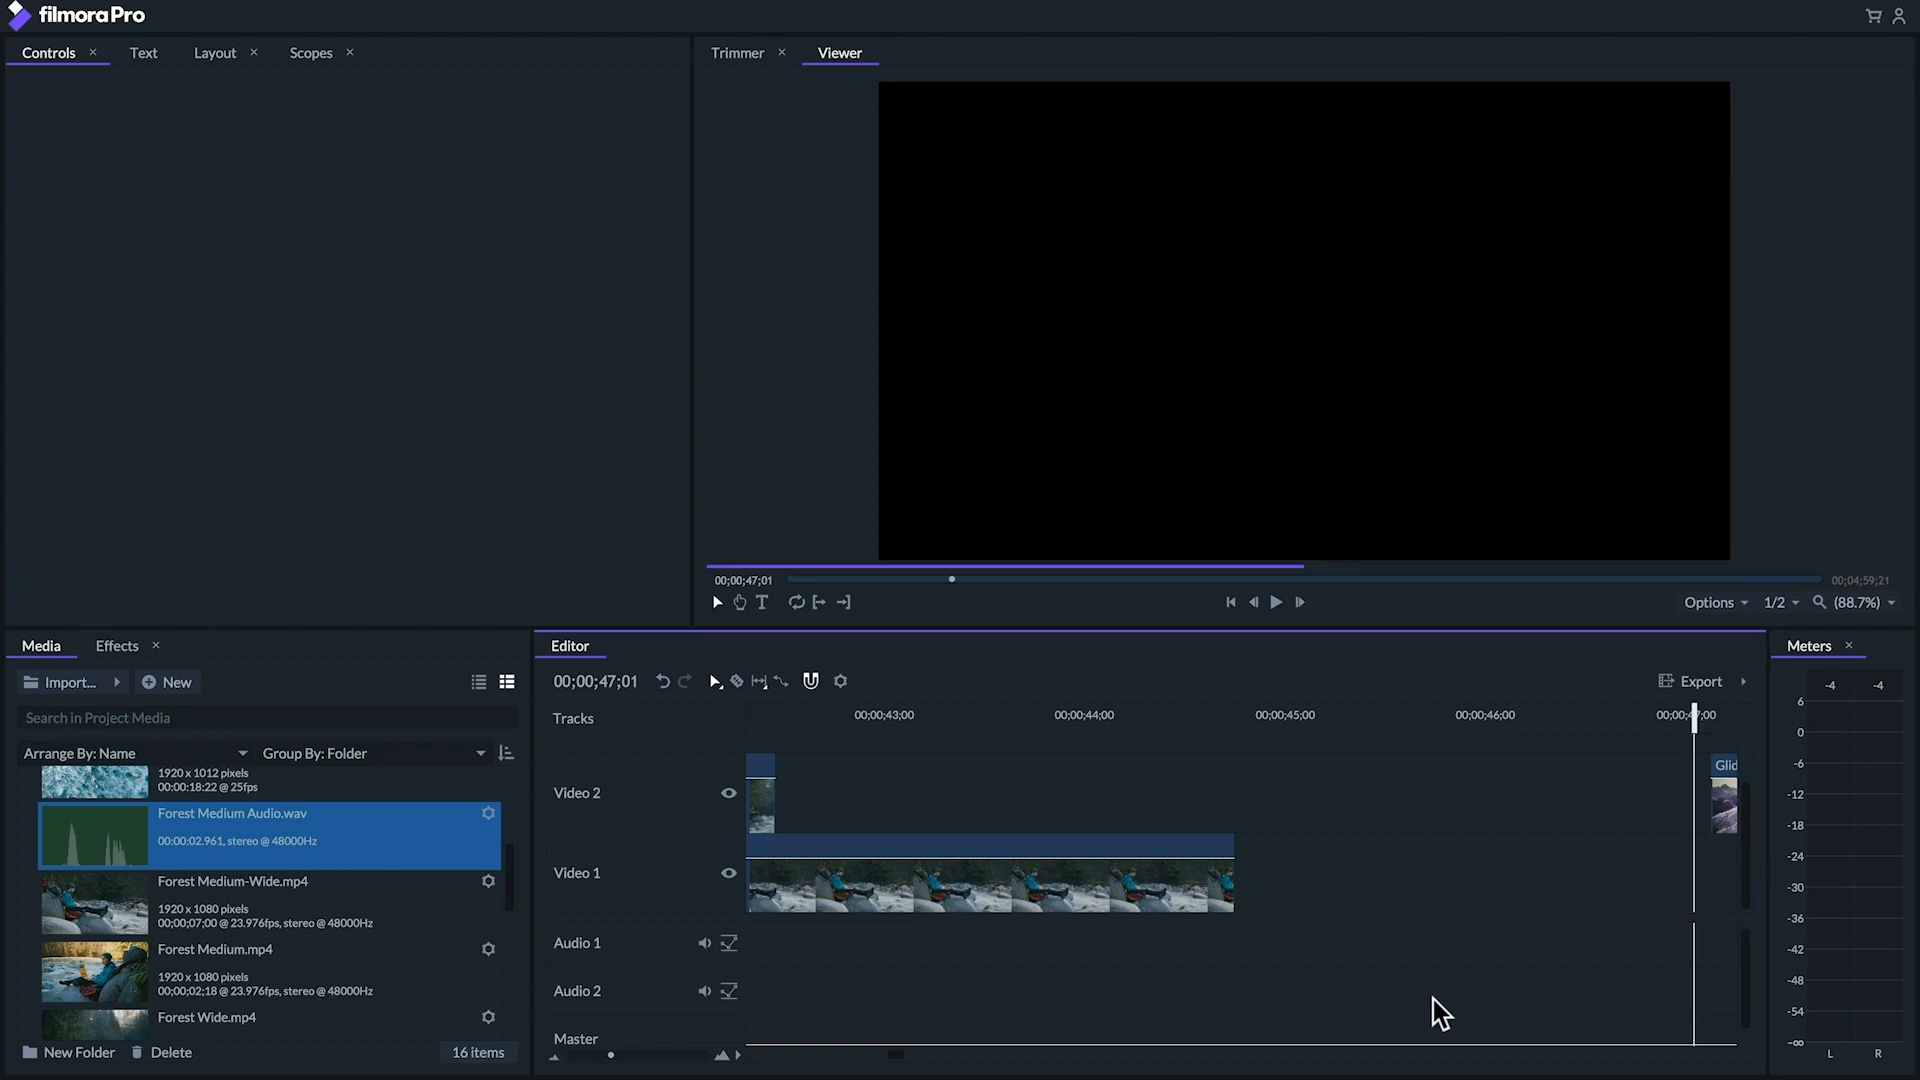 filmoraPro
Controls
Text
Layout
Scopes
Trimmer
Viewer
00;00;47;01
00;04;59;21
Options
1/2
(88.7%)
Media
Effects
Import...
New
Search in Project Media
Arrange By: Name
Group By: Folder
1920 x 1012 pixels
00:00:18:22 @ 25fps
Forest Medium Audio.wav
00:00:02.961, stereo @ 48000Hz
Forest Medium-Wide.mp4
1920 x 1080 pixels
00;00;07;00 @ 23.976fps, stereo @ 48000Hz
Forest Medium.mp4
1920 x 1080 pixels
00;00;02;18 @ 23.976fps, stereo @ 48000Hz
Forest Wide.mp4
New Folder
Delete
16 items
Editor
00;00;47;01
Export
Tracks
00;00;43;00
00;00;44;00
00;00;45;00
00;00;46;00
00;00;47;00
Video 2
Glid
Video 1
Audio 1
Audio 2
Master
Meters
-4
-4
6
0
-6
-12
-18
-24
-30
-36
-42
-48
-54
-∞
L
R